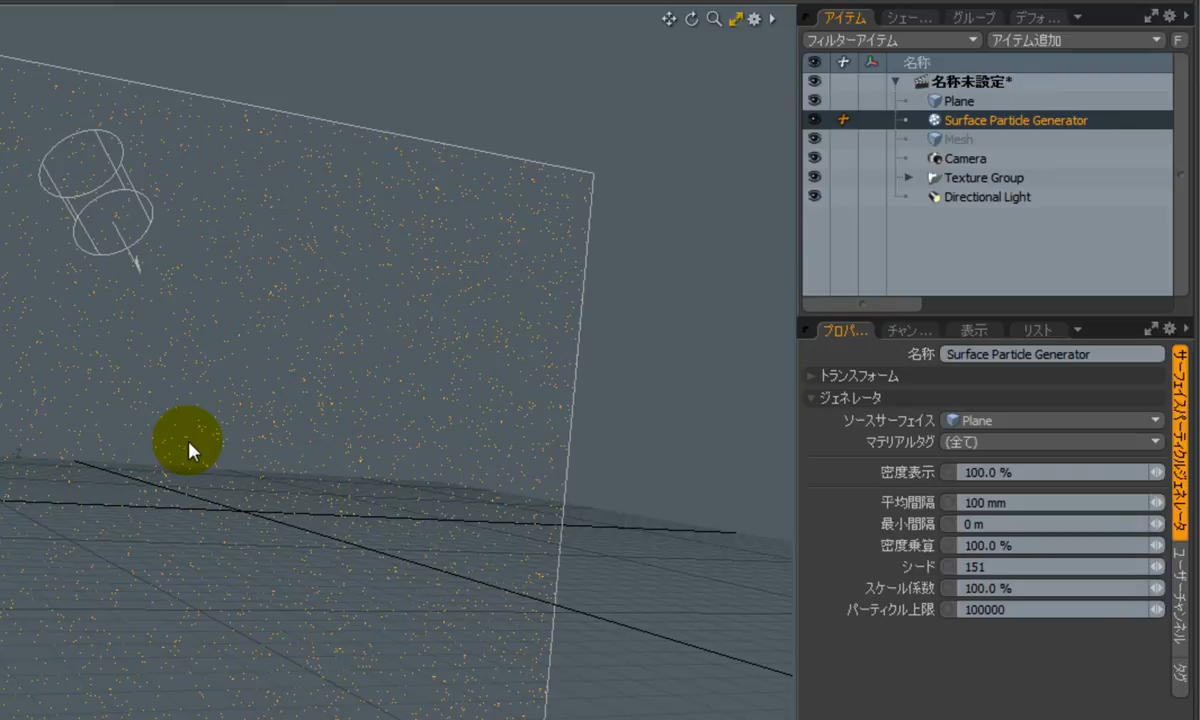 アイテム シェー... グループ デフォ...
フィルターアイテム アイテム追加 F
名称
名称未設定*
Plane
Surface Particle Generator
Mesh
Camera
Texture Group
Directional Light
プロパ... チャン... 表示 リスト
名称 Surface Particle Generator
トランスフォーム
ジェネレータ
ソースサーフェイス Plane
マテリアルタグ (全て)
密度表示 100.0 %
平均間隔 100 mm
最小間隔 0 m
密度乗算 100.0 %
シード 151
スケール係数 100.0 %
パーティクル上限 100000
サーフェイスパーティクルジェネレータ
ユーザーチャンネル
タグ